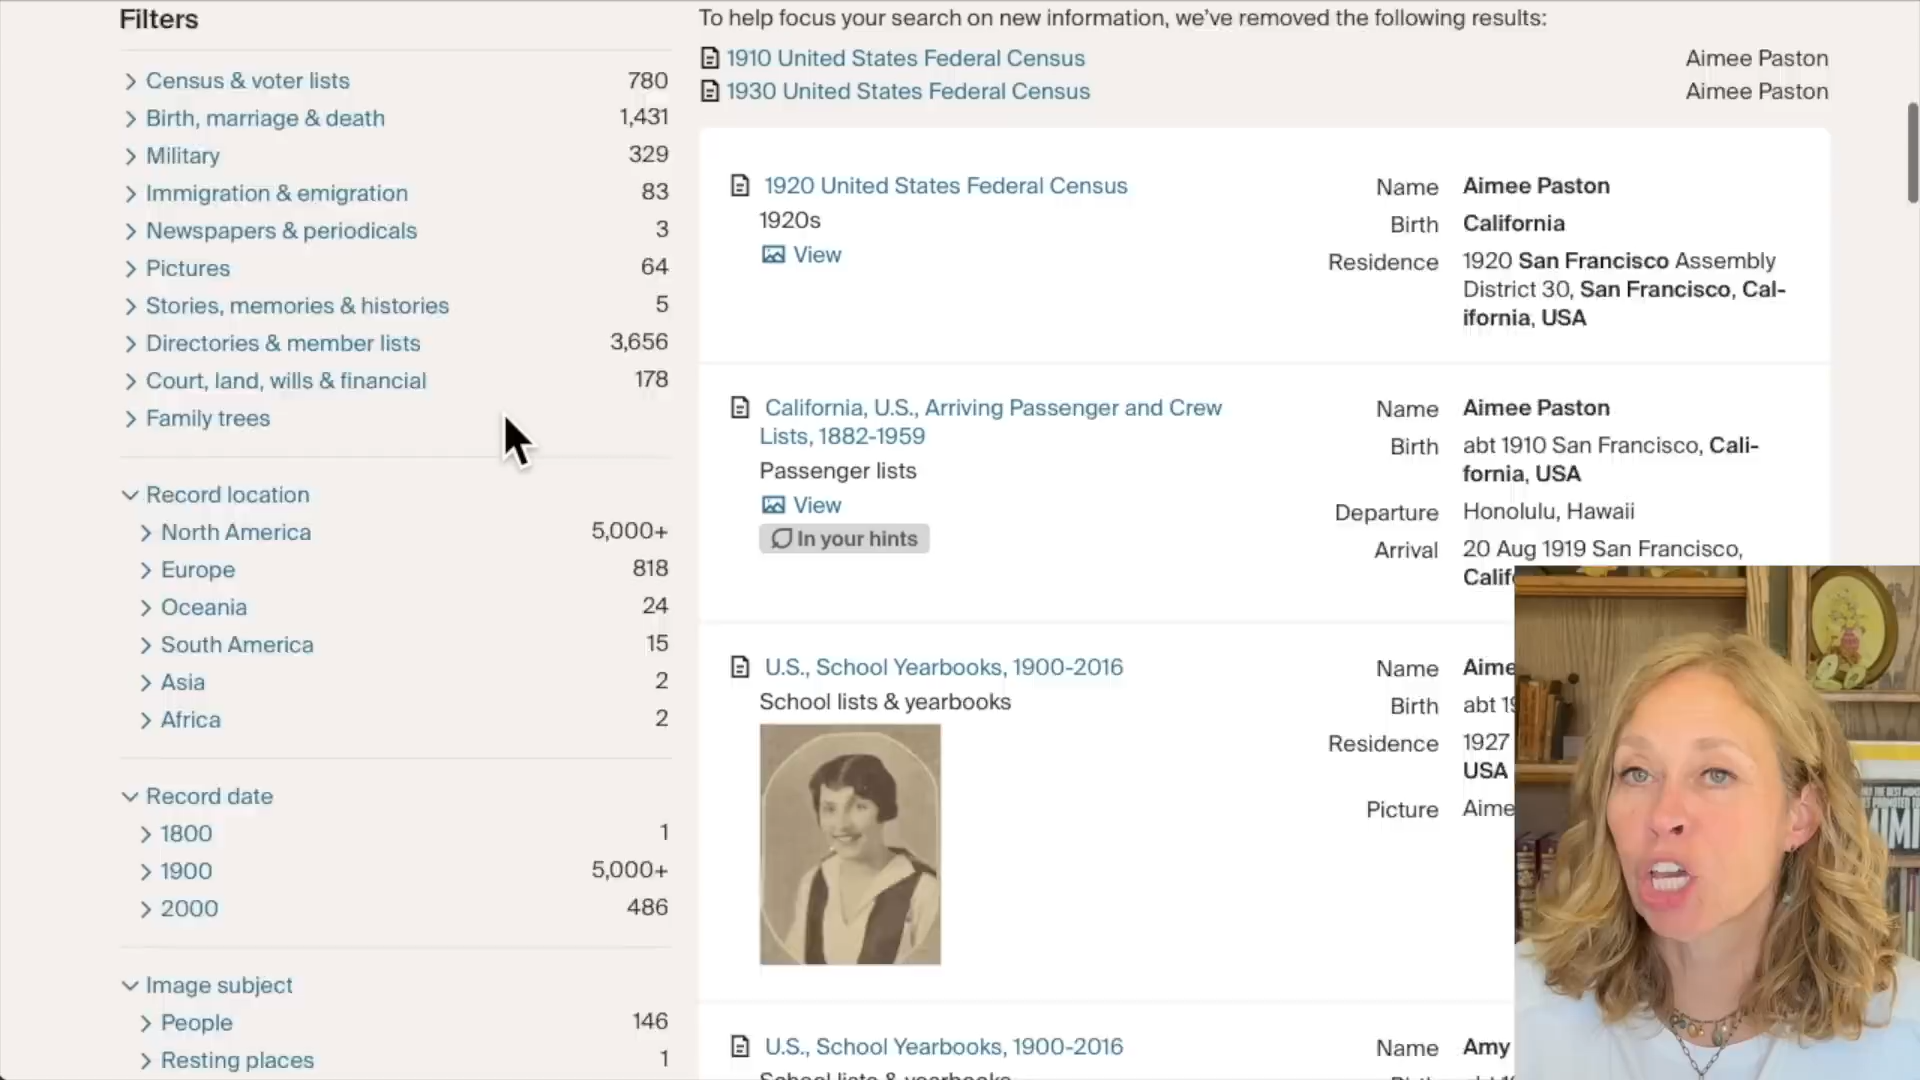 Filters
Census & voter lists 780
Birth, marriage & death 1,431
Military 329
Immigration & emigration 83
Newspapers & periodicals 3
Pictures 64
Stories, memories & histories 5
Directories & member lists 3,656
Court, land, wills & financial 178
Family trees
Record location
North America 5,000+
Europe 818
Oceania 24
South America 15
Asia 2
Africa 2
Record date
1800 1
1900 5,000+
2000 486
Image subject
People 146
Resting places 1
To help focus your search on new information, we've removed the following results:
1910 United States Federal Census Aimee Paston
1930 United States Federal Census Aimee Paston
1920 United States Federal Census
1920s
View
Name Aimee Paston
Birth California
Residence 1920 San Francisco Assembly
District 30, San Francisco, Cal-
ifornia, USA
California, U.S., Arriving Passenger and Crew
Lists, 1882-1959
Passenger lists
View
In your hints
Name Aimee Paston
Birth abt 1910 San Francisco, Cali-
fornia, USA
Departure Honolulu, Hawaii
Arrival 20 Aug 1919 San Francisco,
Calif
U.S., School Yearbooks, 1900-2016
School lists & yearbooks
Name Aime
Birth abt 19
Residence 1927
USA
Picture Aime
U.S., School Yearbooks, 1900-2016
School lists & yearbooks
Name Amy